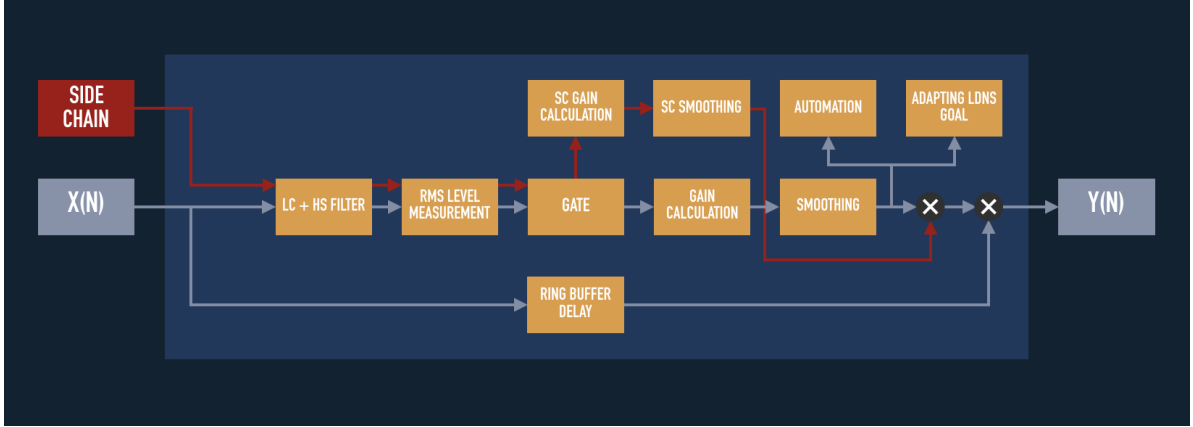 SIDE
CHAIN
SC GAIN
CALCULATION
SC SMOOTHING
AUTOMATION
ADAPTING LDNS
GOAL
X(N)
LC + HS FILTER
RMS LEVEL
MEASUREMENT
GATE
GAIN
CALCULATION
SMOOTHING
Y(N)
RING BUFFER
DELAY